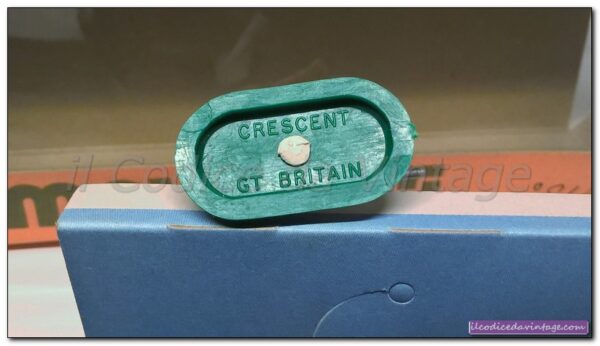 CRESCENT
GT BRITAIN
il Codice da Vintage
ilcodicedavintage.com